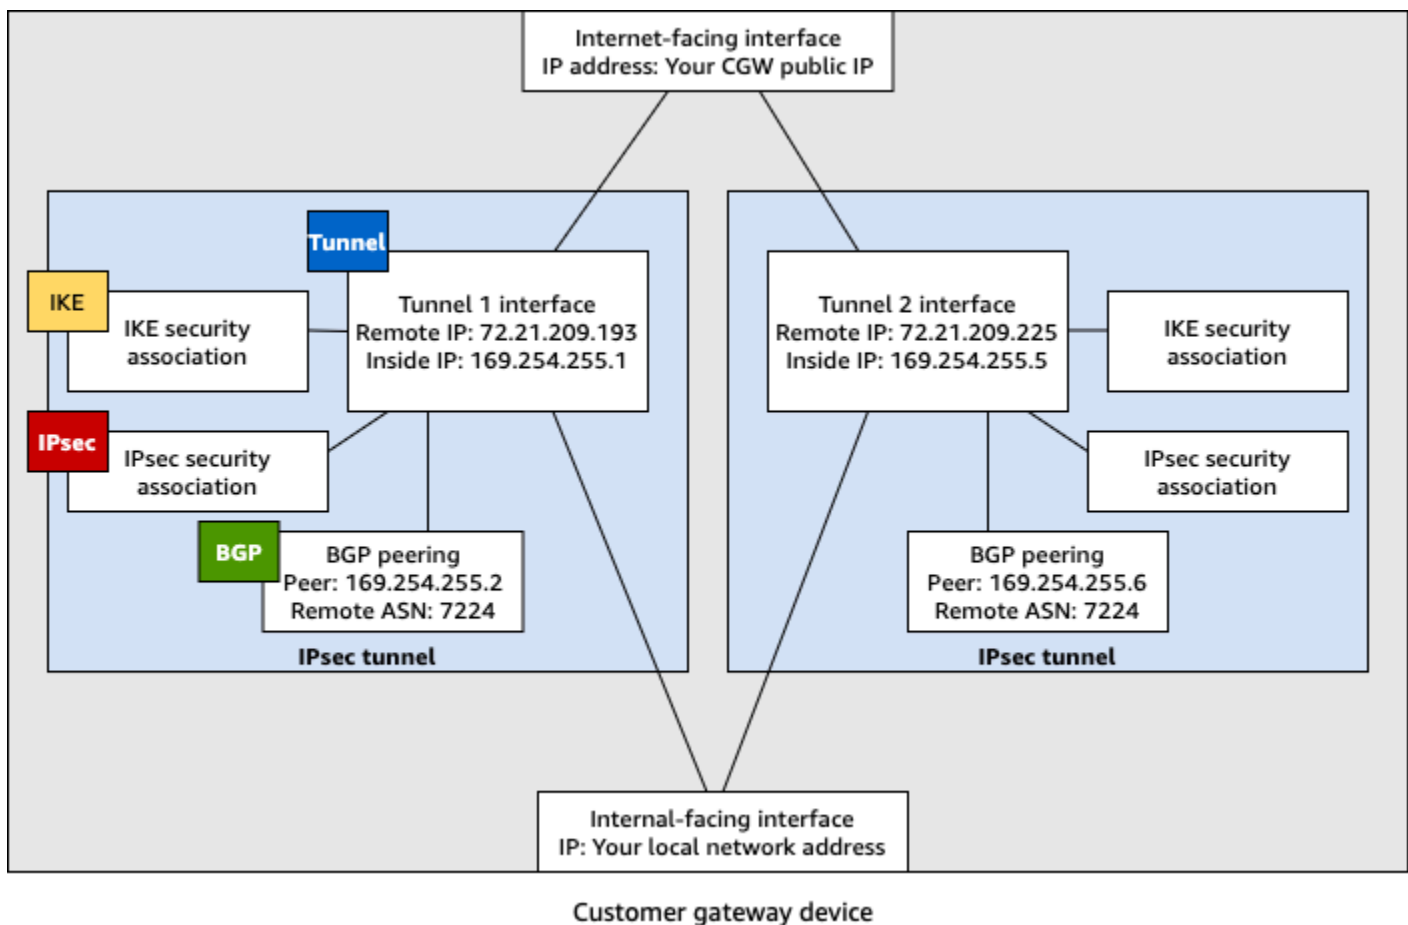 Internet-facing interface
IP address: Your CGW public IP
Tunnel
Tunnel 1 interface
Remote IP: 72.21.209.193
Inside IP: 169.254.255.1
IKE
IKE security
association
IPsec
IPsec security
association
BGP
BGP peering
Peer: 169.254.255.2
Remote ASN: 7224
IPsec tunnel
Tunnel 2 interface
Remote IP: 72.21.209.225
Inside IP: 169.254.255.5
IKE security
association
IPsec security
association
BGP peering
Peer: 169.254.255.6
Remote ASN: 7224
IPsec tunnel
Internal-facing interface
IP: Your local network address
Customer gateway device